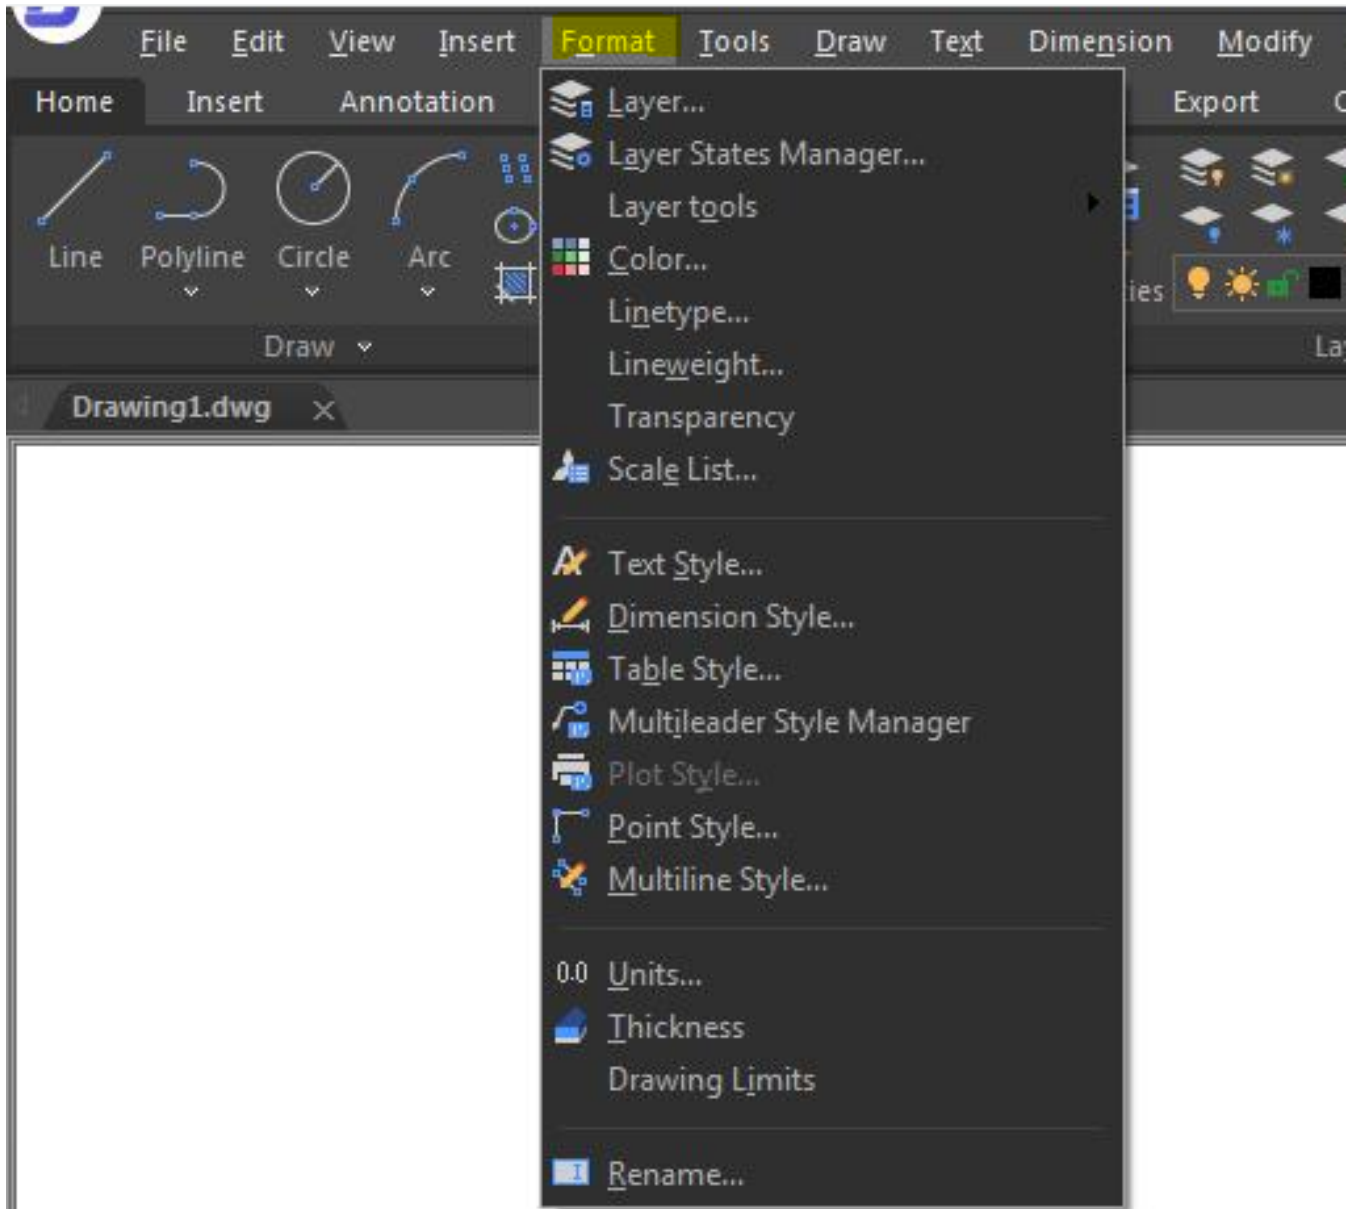 File Edit View Insert Format Tools Draw Text Dimension Modify
Home Insert Annotation Export
Line Polyline Circle Arc
Draw
Drawing1.dwg
Layer...
Layer States Manager...
Layer tools
Color...
Linetype...
Lineweight...
Transparency
Scale List...
Text Style...
Dimension Style...
Table Style...
Multileader Style Manager
Plot Style...
Point Style...
Multiline Style...
0.0 Units...
Thickness
Drawing Limits
Rename...